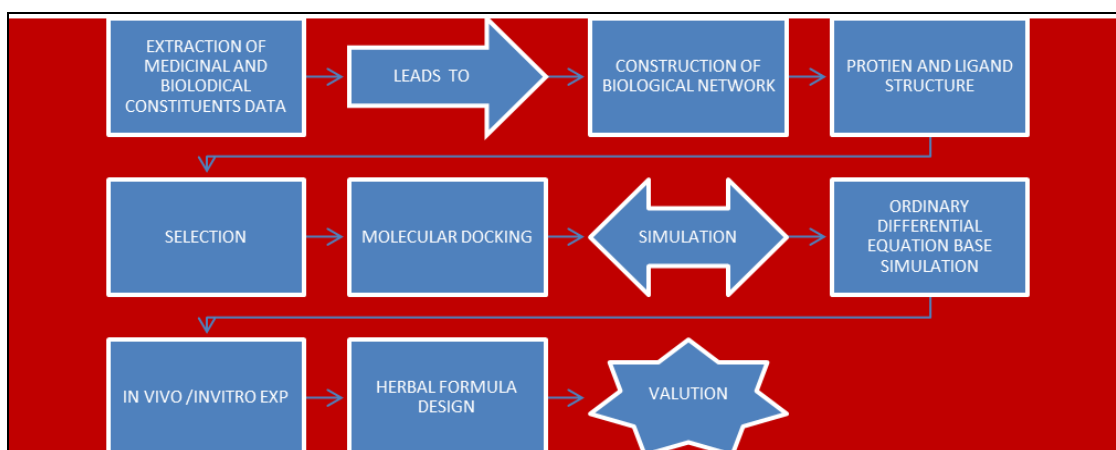 EXTRACTION OF
MEDICINAL AND
BIOLODICAL
CONSTITUENTS DATA
LEADS TO
CONSTRUCTION OF
BIOLOGICAL NETWORK
PROTIEN AND LIGAND
STRUCTURE
SELECTION
MOLECULAR DOCKING
SIMULATION
ORDINARY
DIFFERENTIAL
EQUATION BASE
SIMULATION
IN VIVO /INVITRO EXP
HERBAL FORMULA
DESIGN
VALUTION